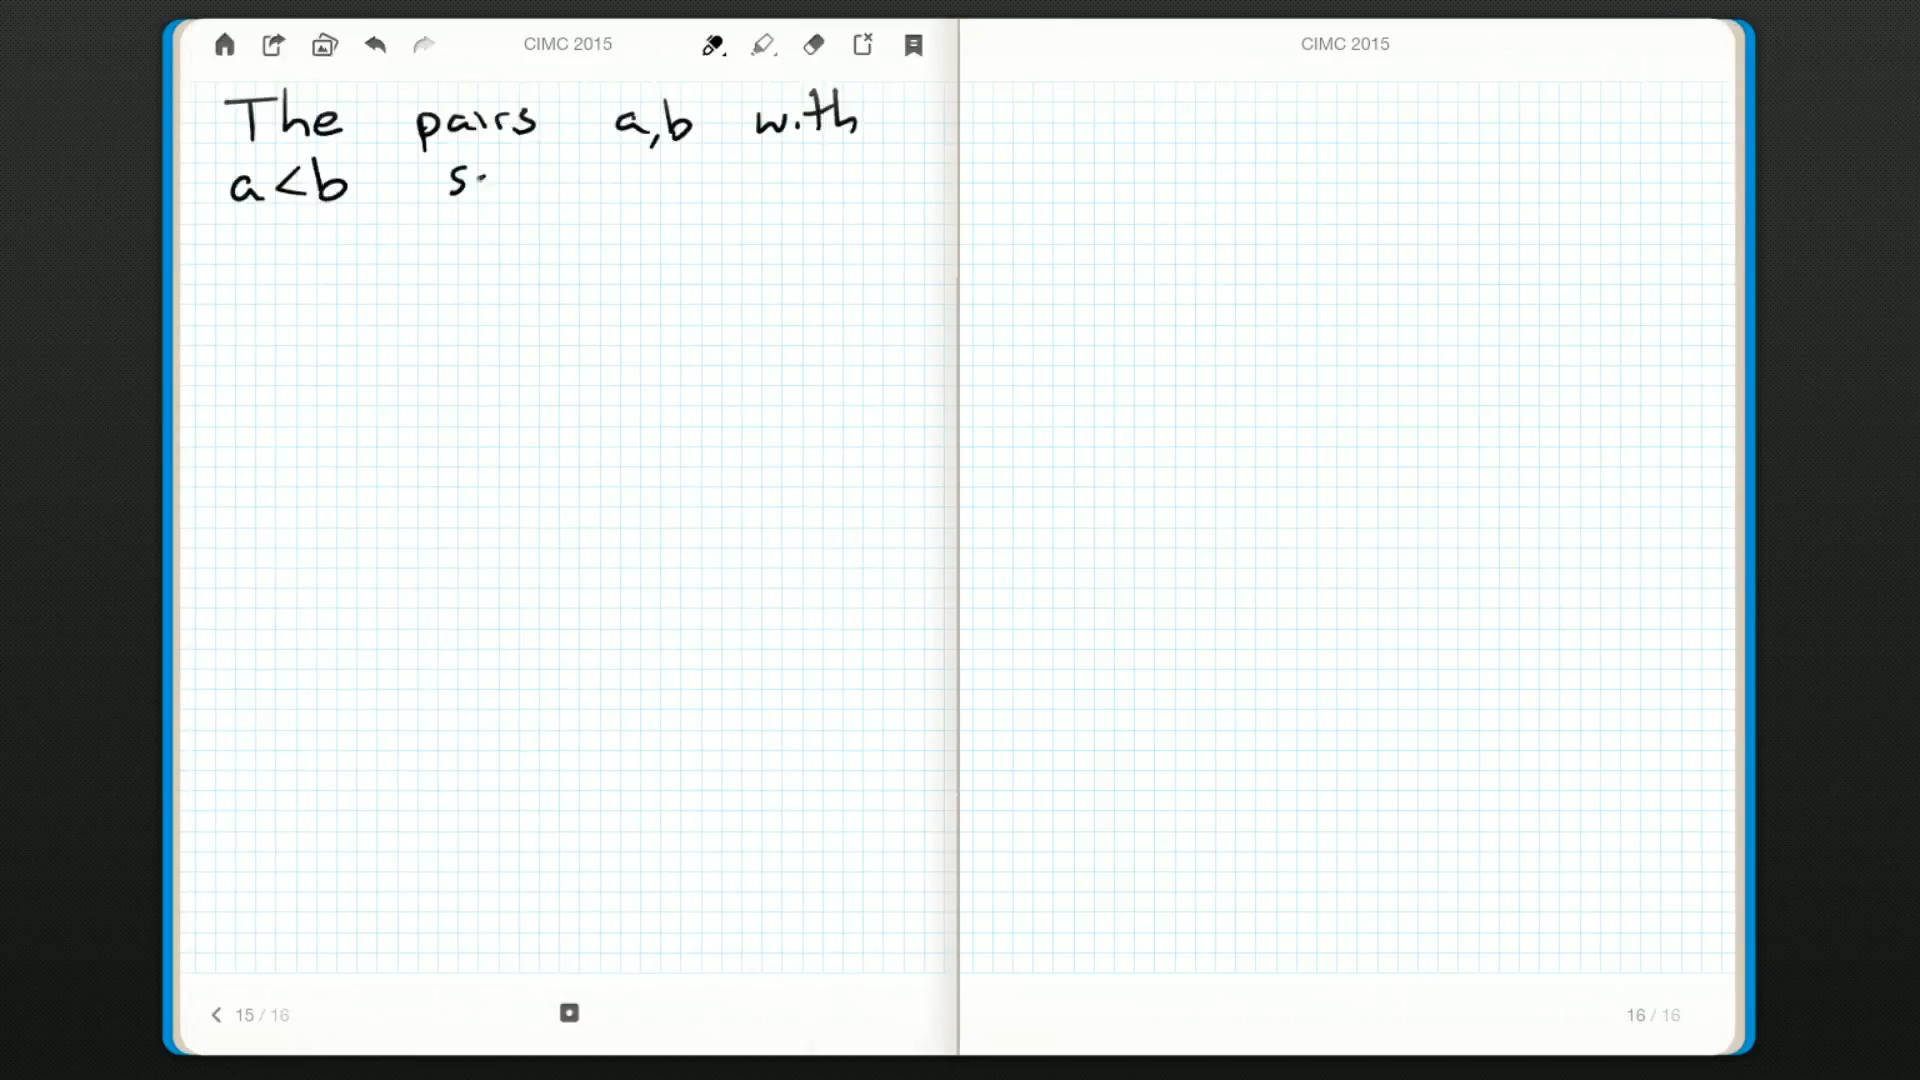 CIMC 2015
The pairs a,b with
a<b s
15 / 16
CIMC 2015
16 / 16